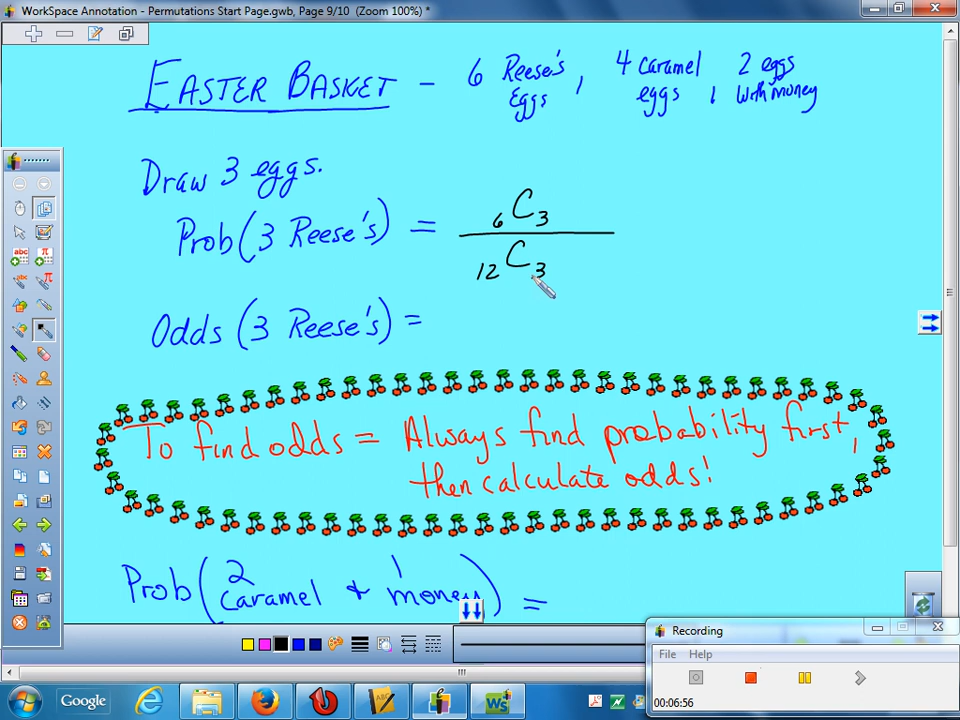 WorkSpace Annotation - Permutations Start Page.gwb, Page 9/10 (Zoom 100%) *
EASTER BASKET - 6 Reese's Eggs, 4 caramel eggs, 2 eggs with money
Draw 3 eggs.
Prob(3 Reese's) = 6C3
12C3
Odds (3 Reese's) =
To find odds = Always find probability first,
then calculate odds!
Prob(2 caramel + 1 money) =
Recording
File Help
00:06:56
Google